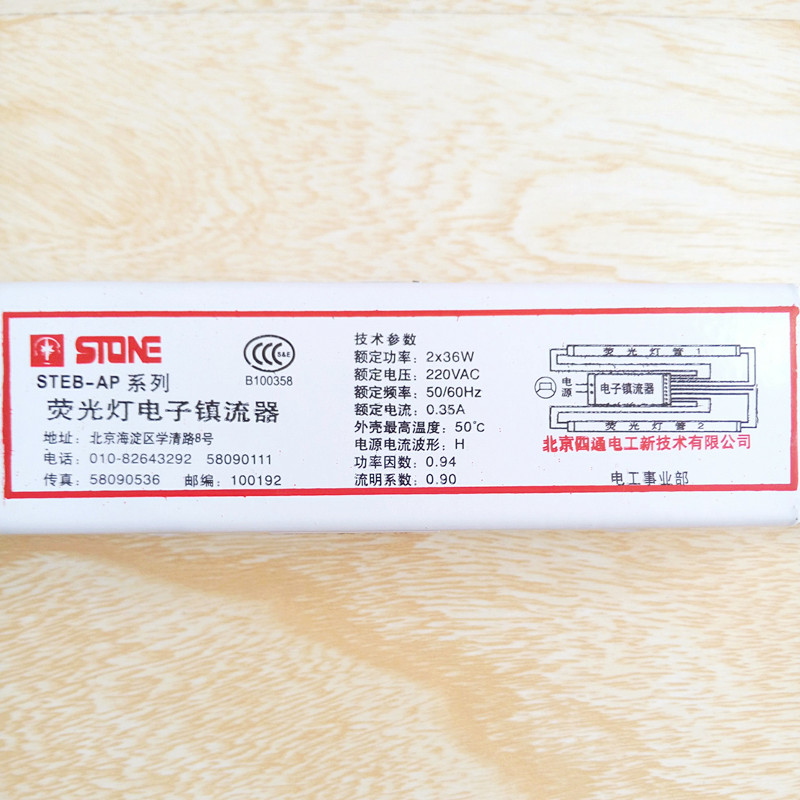 STONE
S&E
B100358
STEB-AP 系列
荧光灯电子镇流器
地址：北京海淀区学清路8号
电话：010-82643292 58090111
传真：58090536 邮编：100192
技术参数
额定功率：2x36W
额定电压：220VAC
额定频率：50/60Hz
额定电流：0.35A
外壳最高温度：50℃
电源电流波形：H
功率因数：0.94
流明系数：0.90
荧光灯管1
电源
电子镇流器
荧光灯管2
北京四通电工新技术有限公司
电工事业部